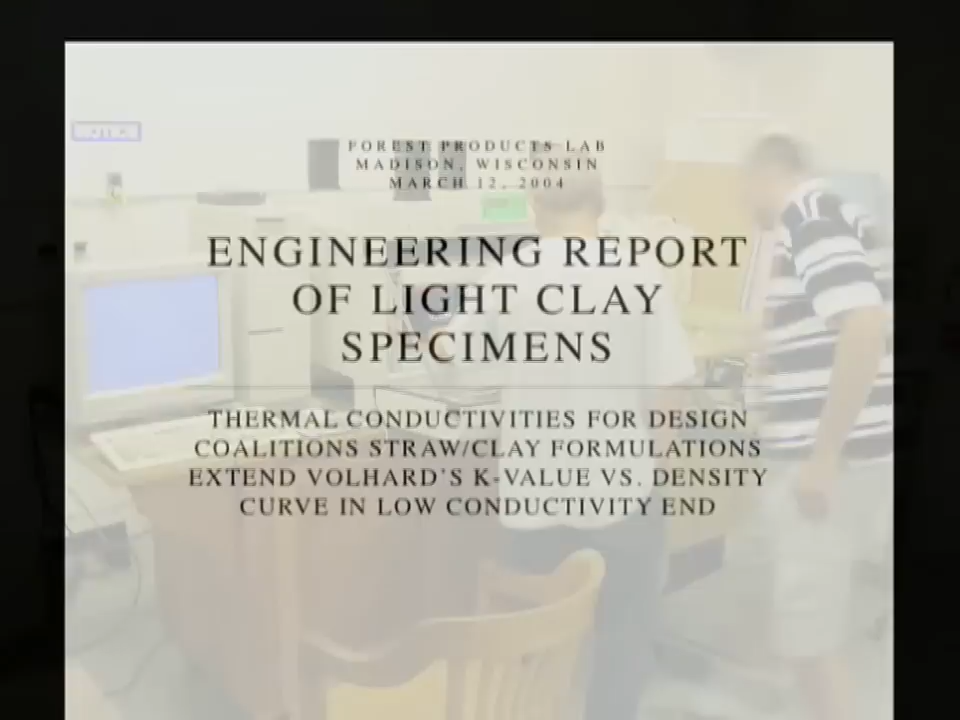 FOREST PRODUCTS LAB
MADISON, WISCONSIN
MARCH 12, 2004
ENGINEERING REPORT
OF LIGHT CLAY
SPECIMENS
THERMAL CONDUCTIVITIES FOR DESIGN
COALITIONS STRAW/CLAY FORMULATIONS
EXTEND VOLHARD'S K-VALUE VS. DENSITY
CURVE IN LOW CONDUCTIVITY END